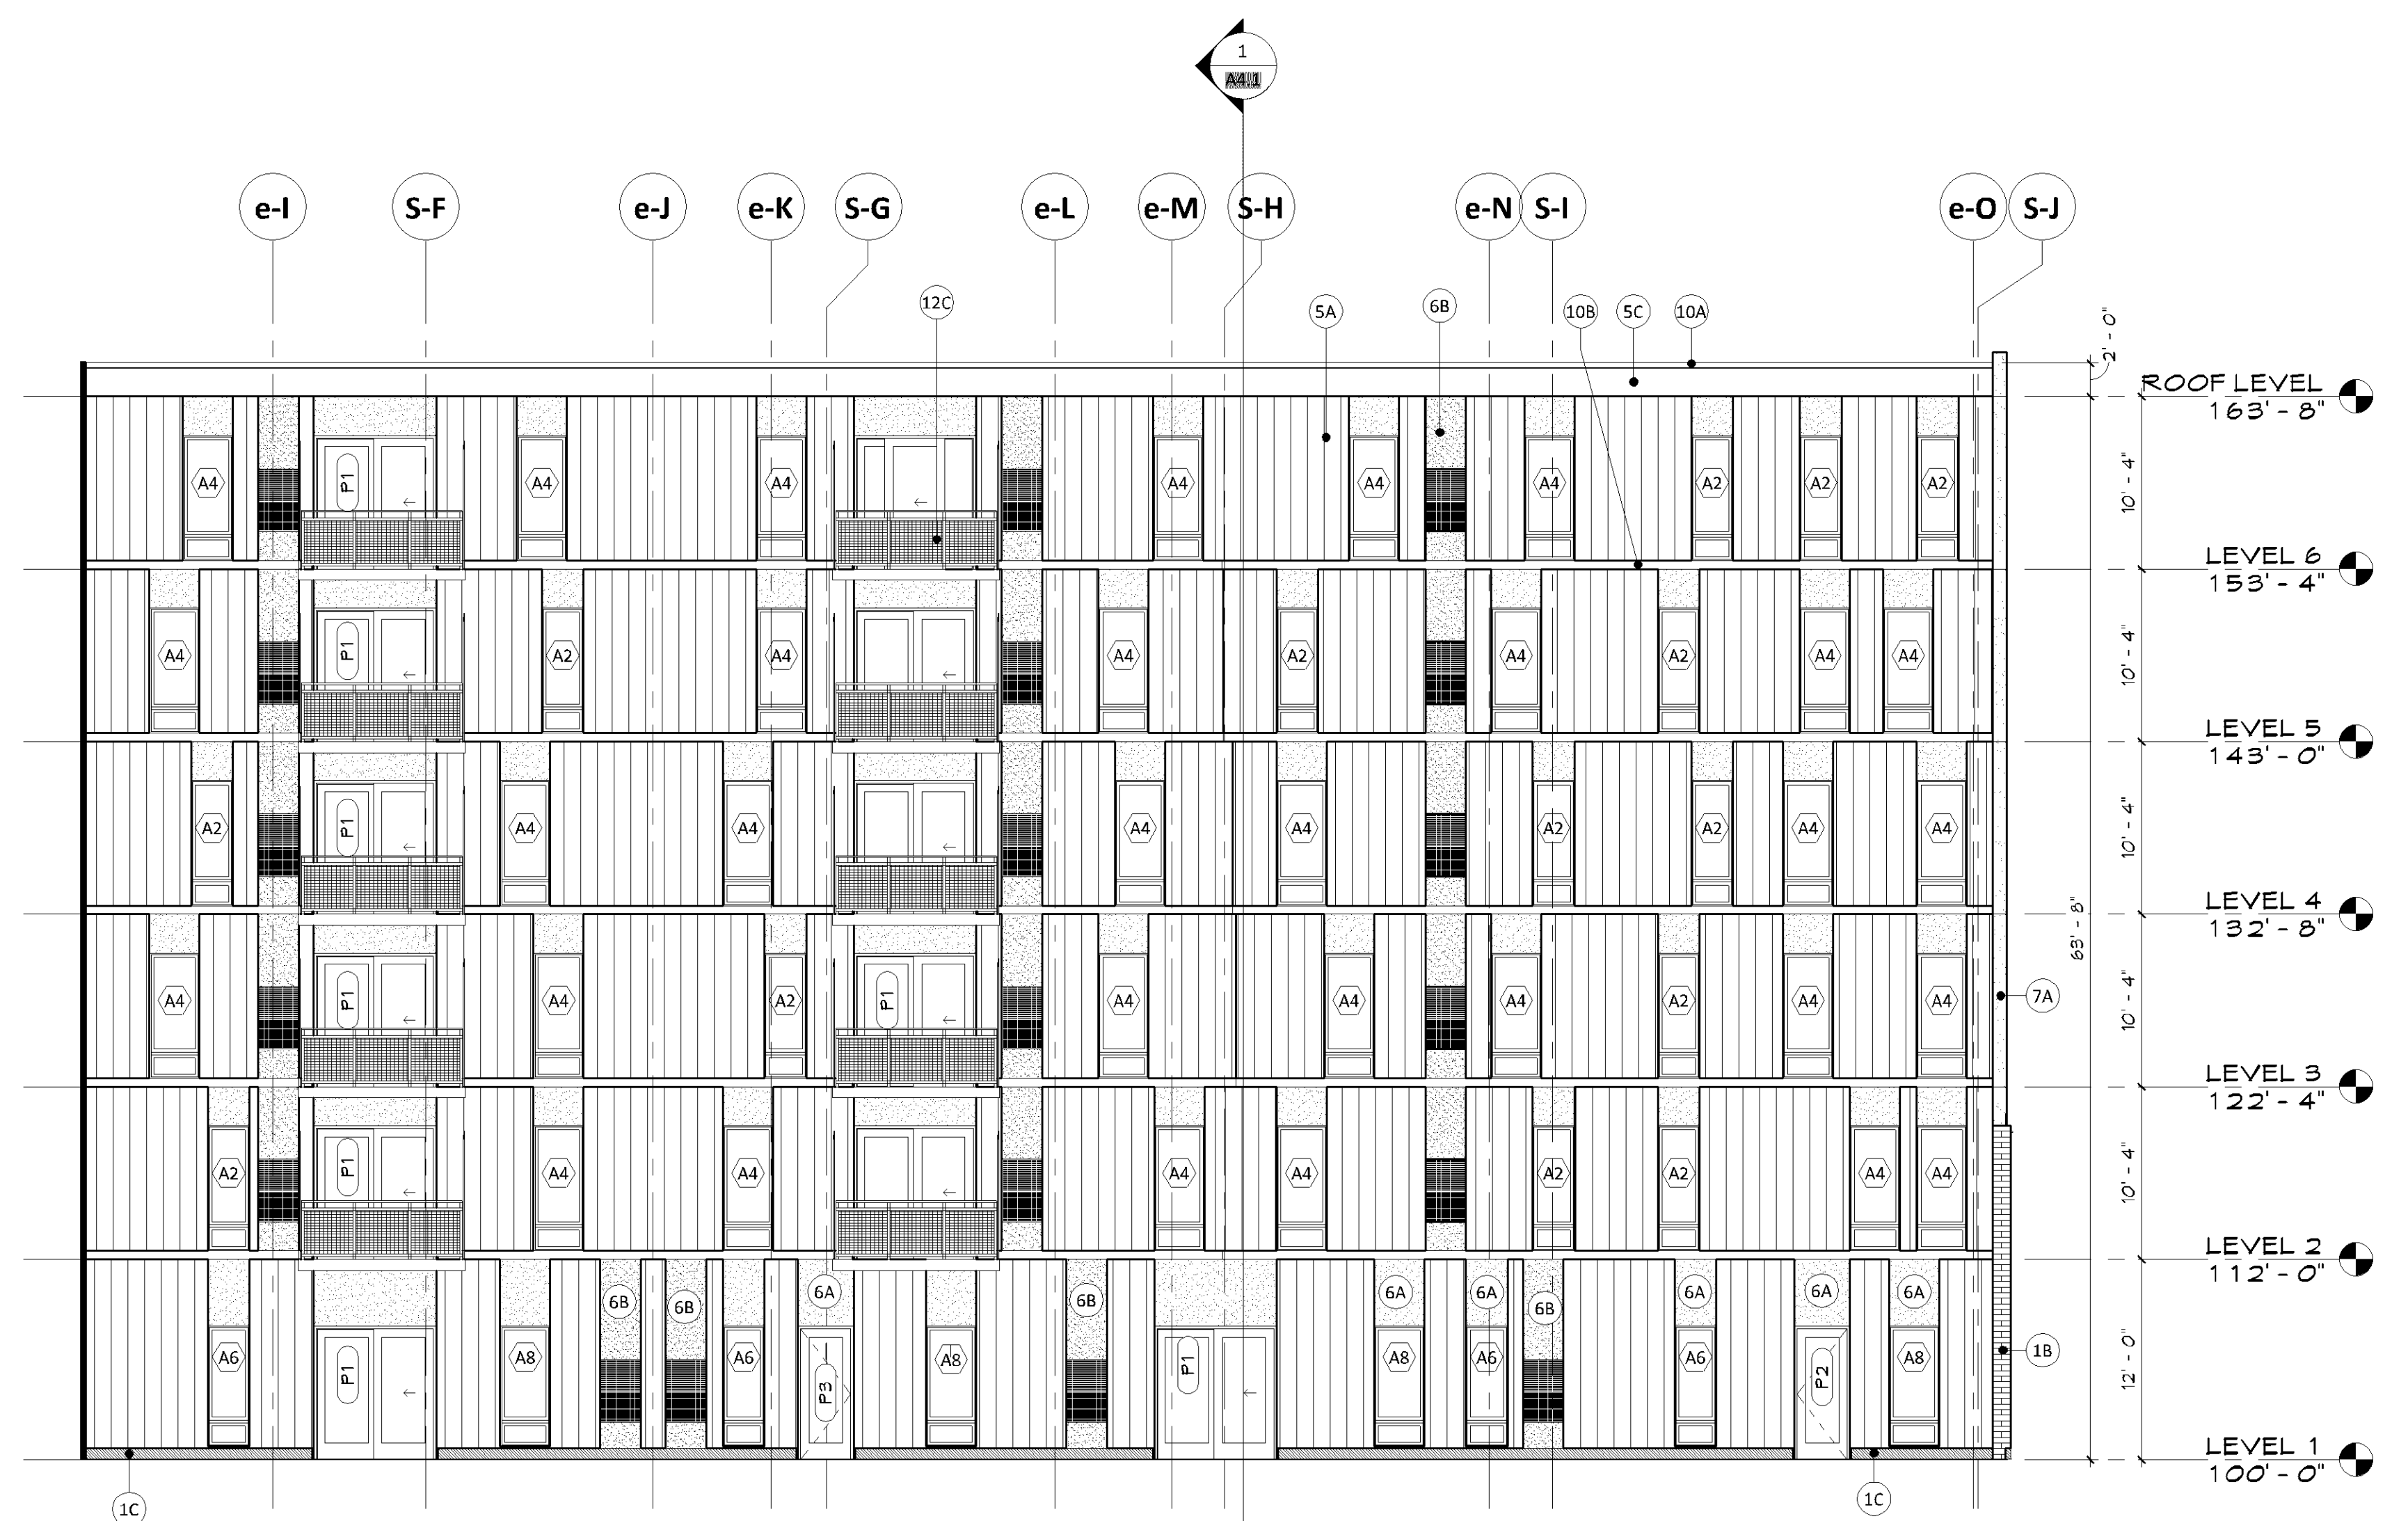 1
A4.1
e-I S-F e-J e-K S-G e-L e-M S-H e-N S-I e-O S-J
12C 5A 6B 10B 5C 10A
2' - 0"
ROOF LEVEL
163' - 8"
A4 P1 A4 A4 A4 A4 A4 A2 A2 A2
10' - 4"
LEVEL 6
153' - 4"
A4 P1 A2 A4 A4 A2 A4 A2 A4 A4
10' - 4"
LEVEL 5
143' - 0"
A2 P1 A4 A4 A4 A4 A2 A2 A4 A4
10' - 4"
LEVEL 4
132' - 8"
63' - 8"
A4 P1 A4 A2 P1 A4 A4 A4 A2 A4 A4
7A
10' - 4"
LEVEL 3
122' - 4"
A2 P1 A4 A4 A4 A4 A2 A2 A4 A4
10' - 4"
LEVEL 2
112' - 0"
6B 6B 6A 6B 6A 6A 6B 6A 6A 6A
A6 P1 A8 A6 P3 A8 P1 A8 A6 A6 P2 A8
1B
12' - 0"
LEVEL 1
100' - 0"
1C 1C